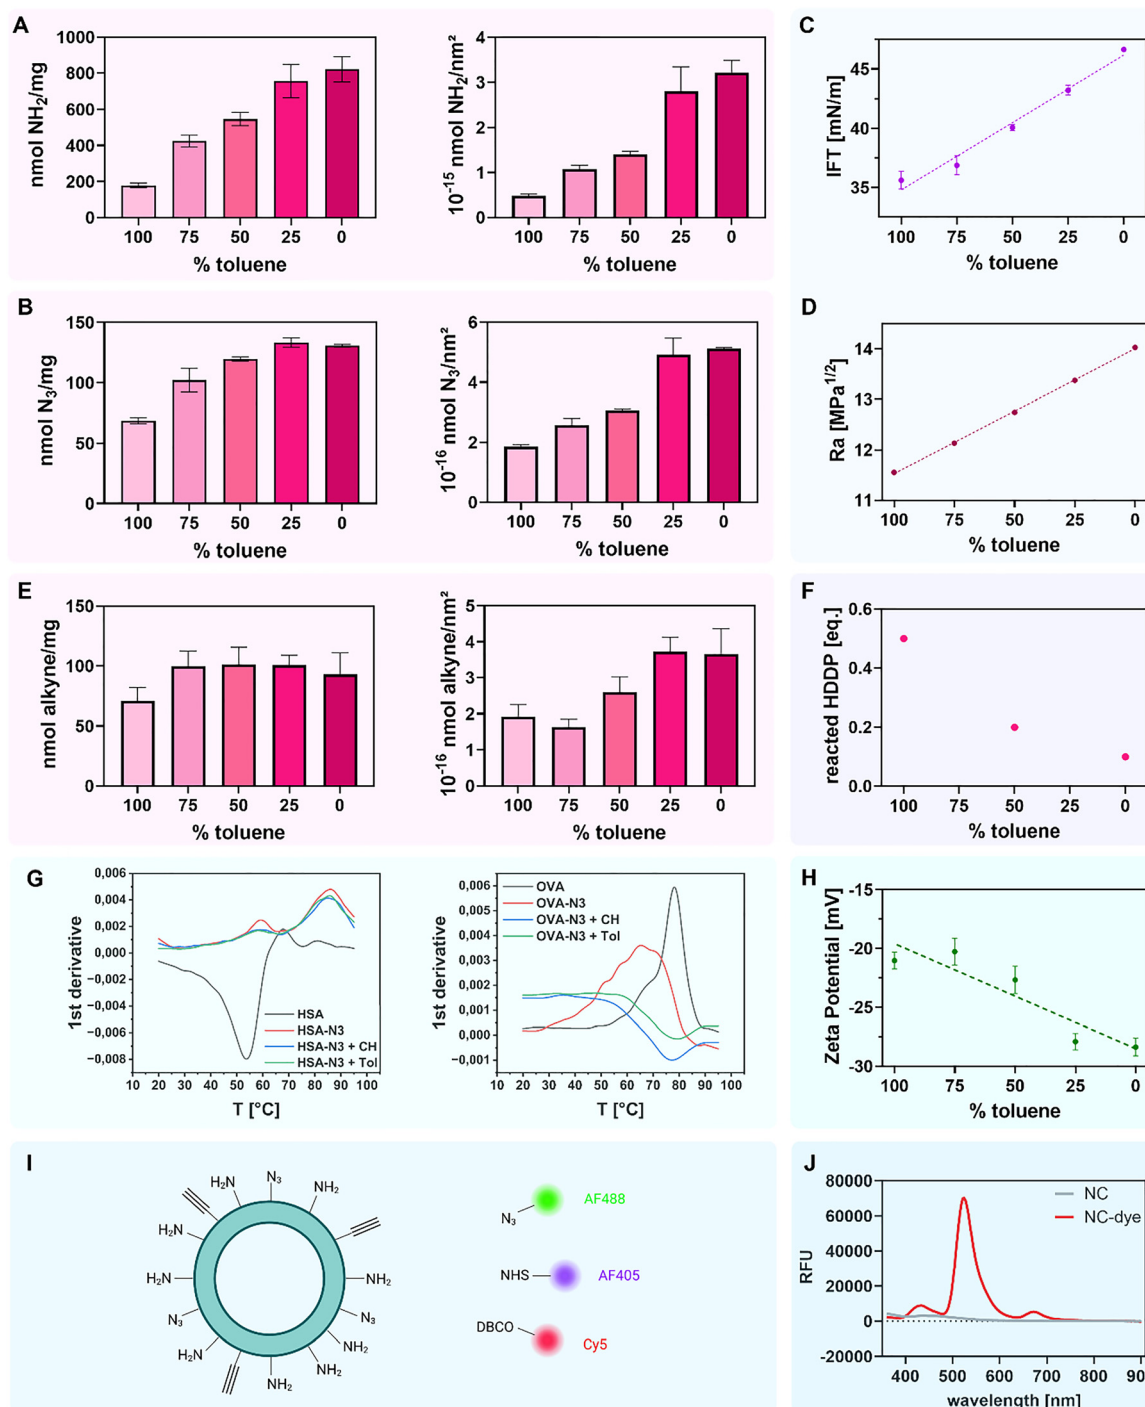 A
1000
800
600
400
200
0
nmol NH₂/mg
100 75 50 25 0
% toluene
4
3
2
1
0
10⁻¹⁵ nmol NH₂/nm²
100 75 50 25 0
% toluene
C
45
40
35
IFT [mN/m]
100 75 50 25 0
% toluene
B
150
100
50
0
nmol N₃/mg
100 75 50 25 0
% toluene
6
4
2
0
10⁻¹⁶ nmol N₃/nm²
100 75 50 25 0
% toluene
D
14
13
12
11
Ra [MPa¹ᐟ²]
100 75 50 25 0
% toluene
E
150
100
50
0
nmol alkyne/mg
100 75 50 25 0
% toluene
5
4
3
2
1
0
10⁻¹⁶ nmol alkyne/nm²
100 75 50 25 0
% toluene
F
0.6
0.4
0.2
0.0
reacted HDDP [eq.]
100 75 50 25 0
% toluene
G
0,006
0,004
0,002
0,000
−0,002
−0,004
−0,006
−0,008
1st derivative
HSA
HSA-N3
HSA-N3 + CH
HSA-N3 + Tol
10 20 30 40 50 60 70 80 90 100
T [°C]
0,006
0,005
0,004
0,003
0,002
0,001
0,000
−0,001
1st derivative
OVA
OVA-N3
OVA-N3 + CH
OVA-N3 + Tol
10 20 30 40 50 60 70 80 90 100
T [°C]
H
-15
-20
-25
-30
Zeta Potential [mV]
100 75 50 25 0
% toluene
I
N₃
H₂N
NH₂
H₂N
H₂N
NH₂
N₃
N₃
H₂N
NH₂
NH₂
NH₂
N₃
AF488
NHS
AF405
DBCO
Cy5
J
80000
60000
40000
20000
0
-20000
RFU
NC
NC-dye
400 500 600 700 800 90
wavelength [nm]